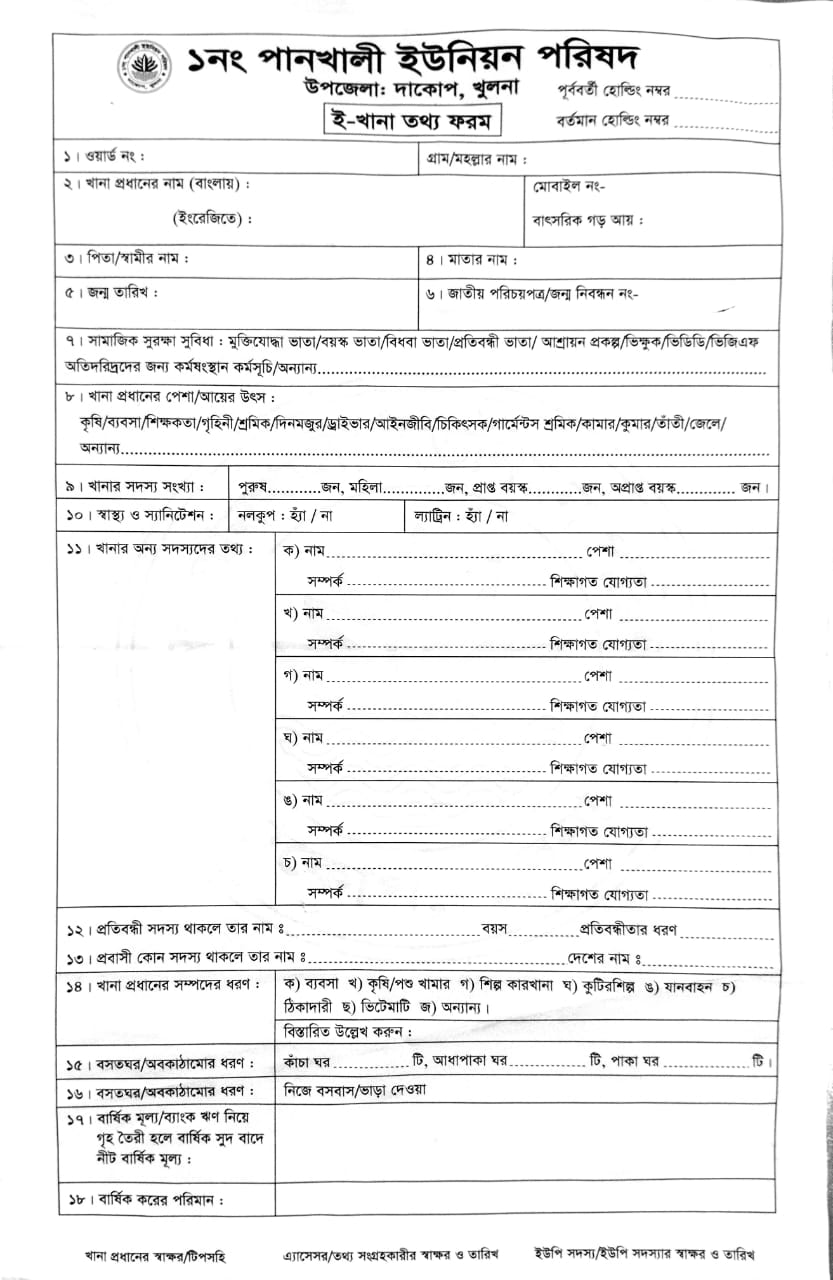 ১নং পানখালী ইউনিয়ন পরিষদ
উপজেলা: দাকোপ, খুলনা
পূর্ববর্তী হোল্ডিং নম্বর
ই-খানা তথ্য ফরম
বর্তমান হোল্ডিং নম্বর
১। ওয়ার্ড নং :
গ্রাম/মহল্লার নাম :
২। খানা প্রধানের নাম (বাংলায়) :
মোবাইল নং-
(ইংরেজিতে) :
বাৎসরিক গড় আয় :
৩। পিতা/স্বামীর নাম :
৪। মাতার নাম :
৫। জন্ম তারিখ :
৬। জাতীয় পরিচয়পত্র/জন্ম নিবন্ধন নং-
৭। সামাজিক সুরক্ষা সুবিধা : মুক্তিযোদ্ধা ভাতা/বয়স্ক ভাতা/বিধবা ভাতা/প্রতিবন্ধী ভাতা/ আশ্রায়ন প্রকল্প/ভিক্ষুক/ভিডিডি/ভিজিএফ
অতিদরিদ্রদের জন্য কর্মষংস্থান কর্মসূচি/অন্যান্য
৮। খানা প্রধানের পেশা/আয়ের উৎস :
কৃষি/ব্যবসা/শিক্ষকতা/গৃহিনী/শ্রমিক/দিনমজুর/ড্রাইভার/আইনজীবি/চিকিৎসক/গার্মেন্টস শ্রমিক/কামার/কুমার/তাঁতী/জেলে/
অন্যান্য
৯। খানার সদস্য সংখ্যা : পুরুষ............জন, মহিলা..............জন, প্রাপ্ত বয়স্ক............জন, অপ্রাপ্ত বয়স্ক............ জন।
১০। স্বাস্থ্য ও স্যানিটেশন : নলকুপ : হ্যাঁ / না ল্যাট্রিন : হ্যাঁ / না
১১। খানার অন্য সদস্যদের তথ্য : ক) নাম পেশা
সম্পর্ক শিক্ষাগত যোগ্যতা
খ) নাম পেশা
সম্পর্ক শিক্ষাগত যোগ্যতা
গ) নাম পেশা
সম্পর্ক শিক্ষাগত যোগ্যতা
ঘ) নাম পেশা
সম্পর্ক শিক্ষাগত যোগ্যতা
ঙ) নাম পেশা
সম্পর্ক শিক্ষাগত যোগ্যতা
চ) নাম পেশা
সম্পর্ক শিক্ষাগত যোগ্যতা
১২। প্রতিবন্ধী সদস্য থাকলে তার নাম ঃ বয়স প্রতিবন্ধীতার ধরণ
১৩। প্রবাসী কোন সদস্য থাকলে তার নাম ঃ দেশের নাম ঃ
১৪। খানা প্রধানের সম্পদের ধরণ : ক) ব্যবসা খ) কৃষি/পশু খামার গ) শিল্প কারখানা ঘ) কুটিরশিল্প ঙ) যানবাহন চ)
ঠিকাদারী ছ) ভিটেমাটি জ) অন্যান্য।
বিস্তারিত উল্লেখ করুন :
১৫। বসতঘর/অবকাঠামোর ধরণ : কাঁচা ঘর টি, আধাপাকা ঘর টি, পাকা ঘর টি।
১৬। বসতঘর/অবকাঠামোর ধরণ : নিজে বসবাস/ভাড়া দেওয়া
১৭। বার্ষিক মূল্য/ব্যাংক ঋণ নিয়ে
গৃহ তৈরী হলে বার্ষিক সুদ বাদে
নীট বার্ষিক মূল্য :
১৮। বার্ষিক করের পরিমান :
খানা প্রধানের স্বাক্ষর/টিপসহি
এ্যাসেসর/তথ্য সংগ্রহকারীর স্বাক্ষর ও তারিখ
ইউপি সদস্য/ইউপি সদস্যার স্বাক্ষর ও তারিখ